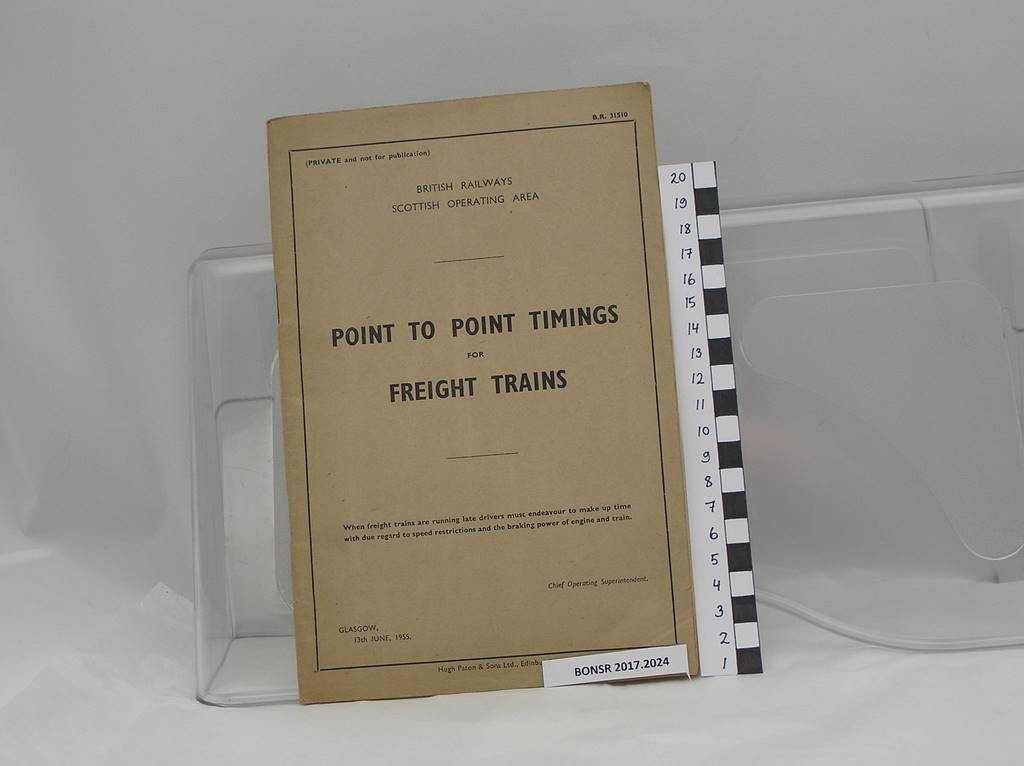 B.R. 31510
(PRIVATE and not for publication)
BRITISH RAILWAYS
SCOTTISH OPERATING AREA
POINT TO POINT TIMINGS
FOR
FREIGHT TRAINS
When freight trains are running late drivers must endeavour to make up time
with due regard to speed restrictions and the braking power of engine and train.
Chief Operating Superintendent.
GLASGOW,
13th JUNE, 1955.
Hugh Paton & Sons Ltd., Edinbu
BONSR 2017.2024
20
19
18
17
16
15
14
13
12
11
10
9
8
7
6
5
4
3
2
1